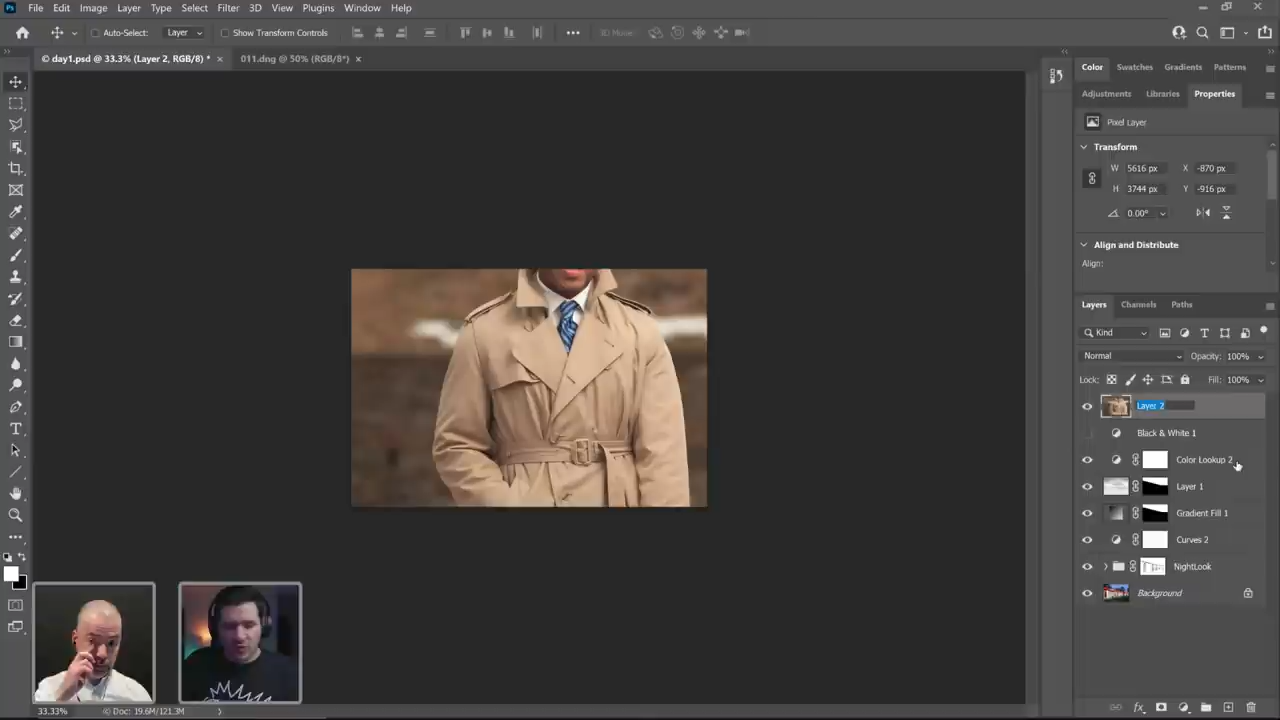 Ps File Edit Image Layer Type Select Filter 3D View Plugins Window Help
Auto-Select: Layer Show Transform Controls 3D Mode:
© day1.psd @ 33.3% (Layer 2, RGB/8) * × 011.dng @ 50% (RGB/8*) ×
Color Swatches Gradients Patterns
Adjustments Libraries Properties
Pixel Layer
Transform
W 5616 px X -870 px
H 3744 px Y -916 px
0.00°
Align and Distribute
Align:
Layers Channels Paths
Kind
Normal Opacity: 100%
Lock: Fill: 100%
Layer 2
Black & White 1
Color Lookup 2
Layer 1
Gradient Fill 1
Curves 2
NightLook
Background
33.33% © Doc: 19.6M/121.3M